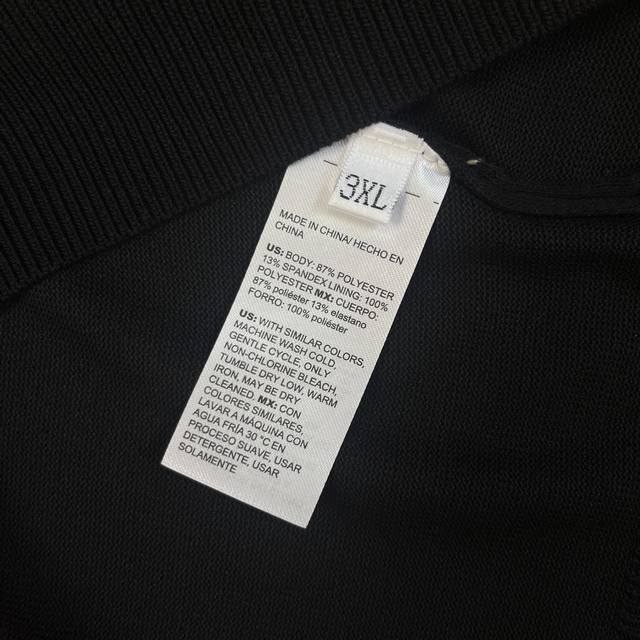 3XL
MADE IN CHINA/ HECHO EN
CHINA
US: BODY: 87% POLYESTER
13% SPANDEX LINING: 100%
POLYESTER MX: CUERPO:
87% poliéster 13% elastano
FORRO: 100% poliéster
US: WITH SIMILAR COLORS,
MACHINE WASH COLD,
GENTLE CYCLE, ONLY
NON-CHLORINE BLEACH,
TUMBLE DRY LOW, WARM
IRON, MAY BE DRY
CLEANED. MX: CON
COLORES SIMILARES,
LAVAR A MÁQUINA CON
AGUA FRÍA 30 °C EN
PROCESO SUAVE, USAR
DETERGENTE, USAR
SOLAMENTE